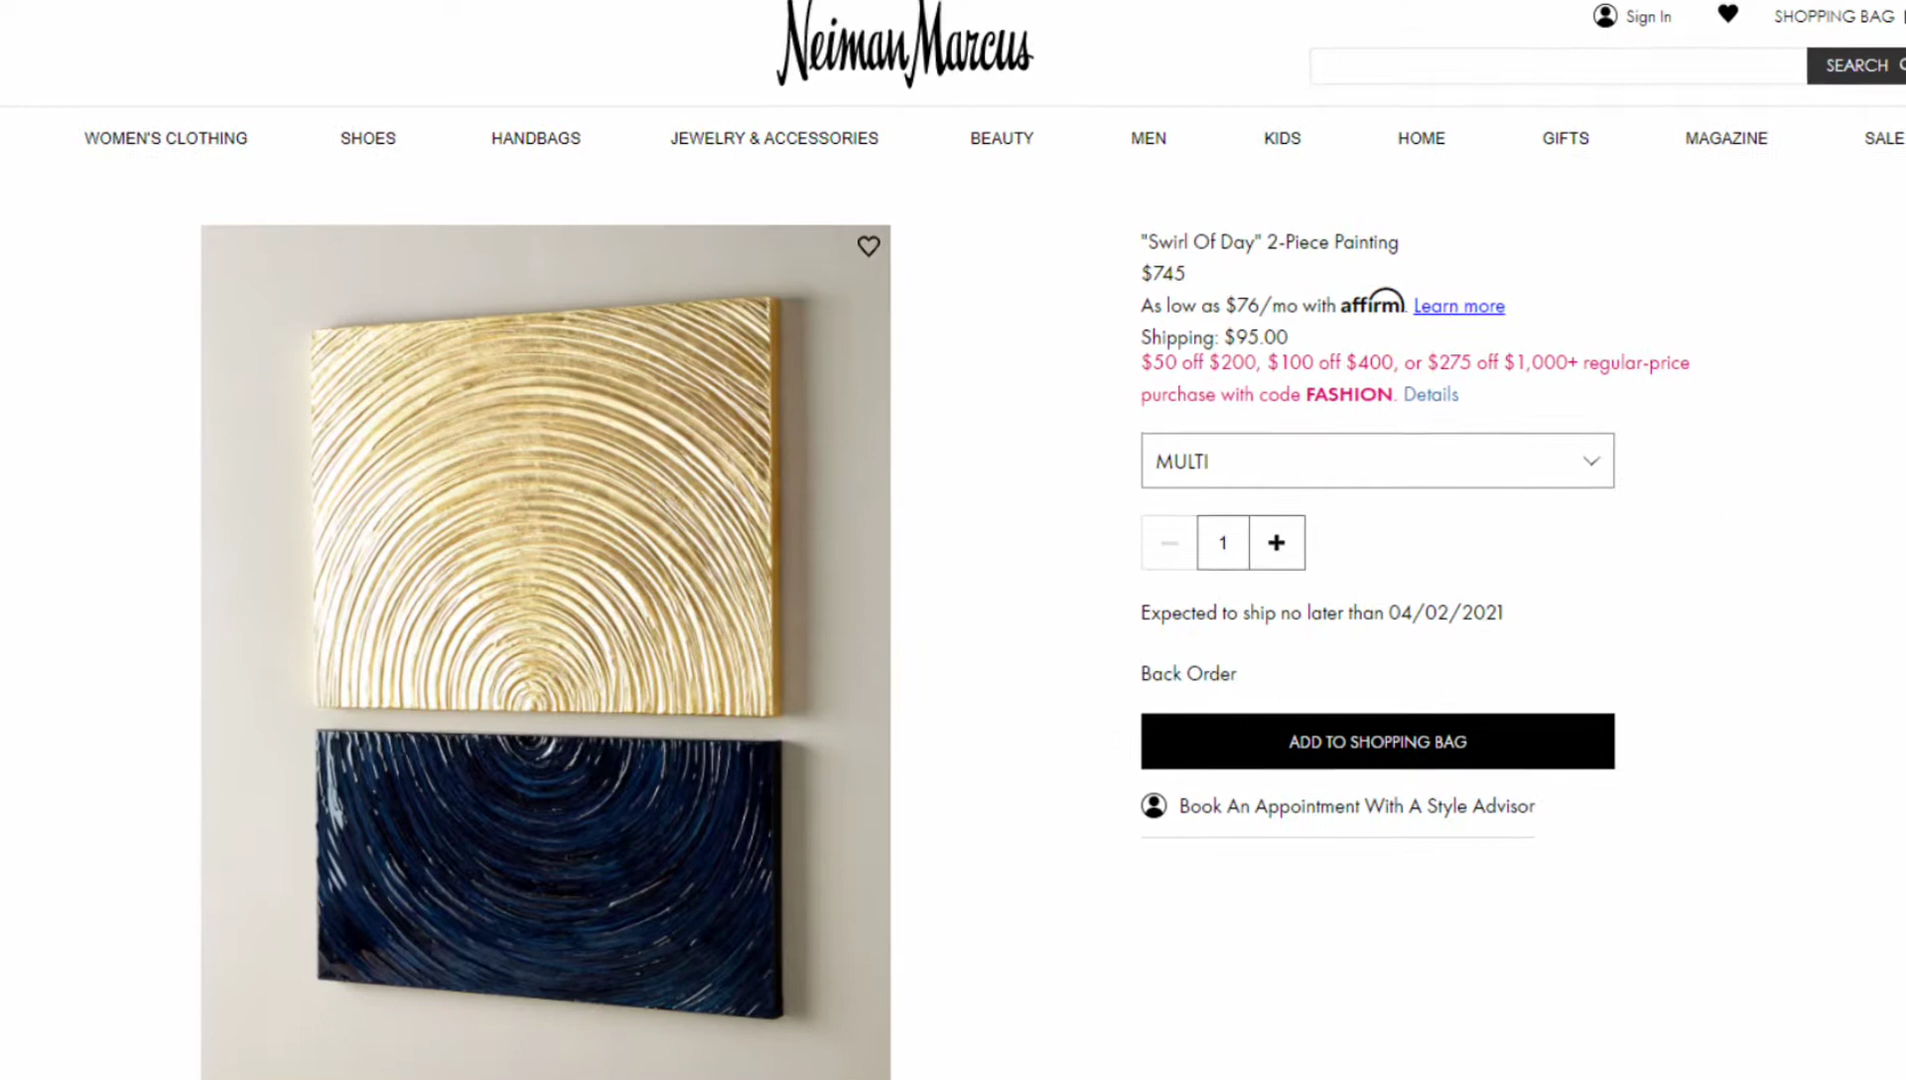 Neiman Marcus
Sign In
SHOPPING BAG
SEARCH
WOMEN'S CLOTHING
SHOES
HANDBAGS
JEWELRY & ACCESSORIES
BEAUTY
MEN
KIDS
HOME
GIFTS
MAGAZINE
SALE
"Swirl Of Day" 2-Piece Painting
$745
As low as $76/mo with affirm. Learn more
Shipping: $95.00
$50 off $200, $100 off $400, or $275 off $1,000+ regular-price
purchase with code FASHION. Details
MULTI
1
Expected to ship no later than 04/02/2021
Back Order
ADD TO SHOPPING BAG
Book An Appointment With A Style Advisor